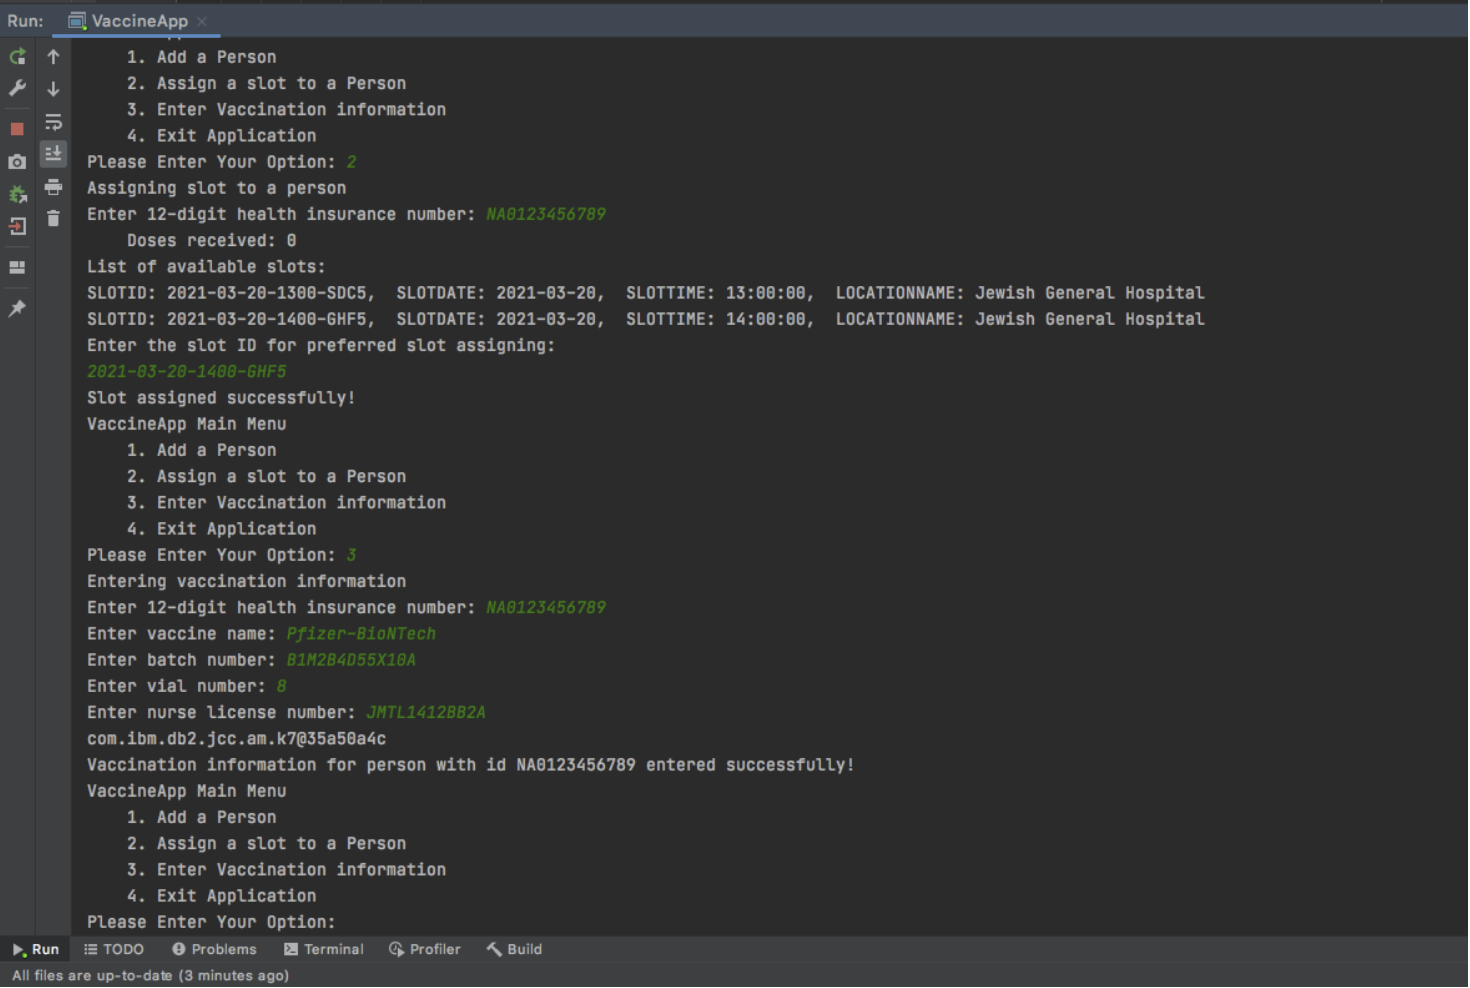 Run: VaccineApp
1. Add a Person
2. Assign a slot to a Person
3. Enter Vaccination information
4. Exit Application
Please Enter Your Option: 2
Assigning slot to a person
Enter 12-digit health insurance number: NA0123456789
Doses received: 0
List of available slots:
SLOTID: 2021-03-20-1300-SDC5, SLOTDATE: 2021-03-20, SLOTTIME: 13:00:00, LOCATIONNAME: Jewish General Hospital
SLOTID: 2021-03-20-1400-GHF5, SLOTDATE: 2021-03-20, SLOTTIME: 14:00:00, LOCATIONNAME: Jewish General Hospital
Enter the slot ID for preferred slot assigning:
2021-03-20-1400-GHF5
Slot assigned successfully!
VaccineApp Main Menu
1. Add a Person
2. Assign a slot to a Person
3. Enter Vaccination information
4. Exit Application
Please Enter Your Option: 3
Entering vaccination information
Enter 12-digit health insurance number: NA0123456789
Enter vaccine name: Pfizer-BioNTech
Enter batch number: B1M2B4D55X10A
Enter vial number: 8
Enter nurse license number: JMTL1412BB2A
com.ibm.db2.jcc.am.k7@35a50a4c
Vaccination information for person with id NA0123456789 entered successfully!
VaccineApp Main Menu
1. Add a Person
2. Assign a slot to a Person
3. Enter Vaccination information
4. Exit Application
Please Enter Your Option:
Run TODO Problems Terminal Profiler Build
All files are up-to-date (3 minutes ago)